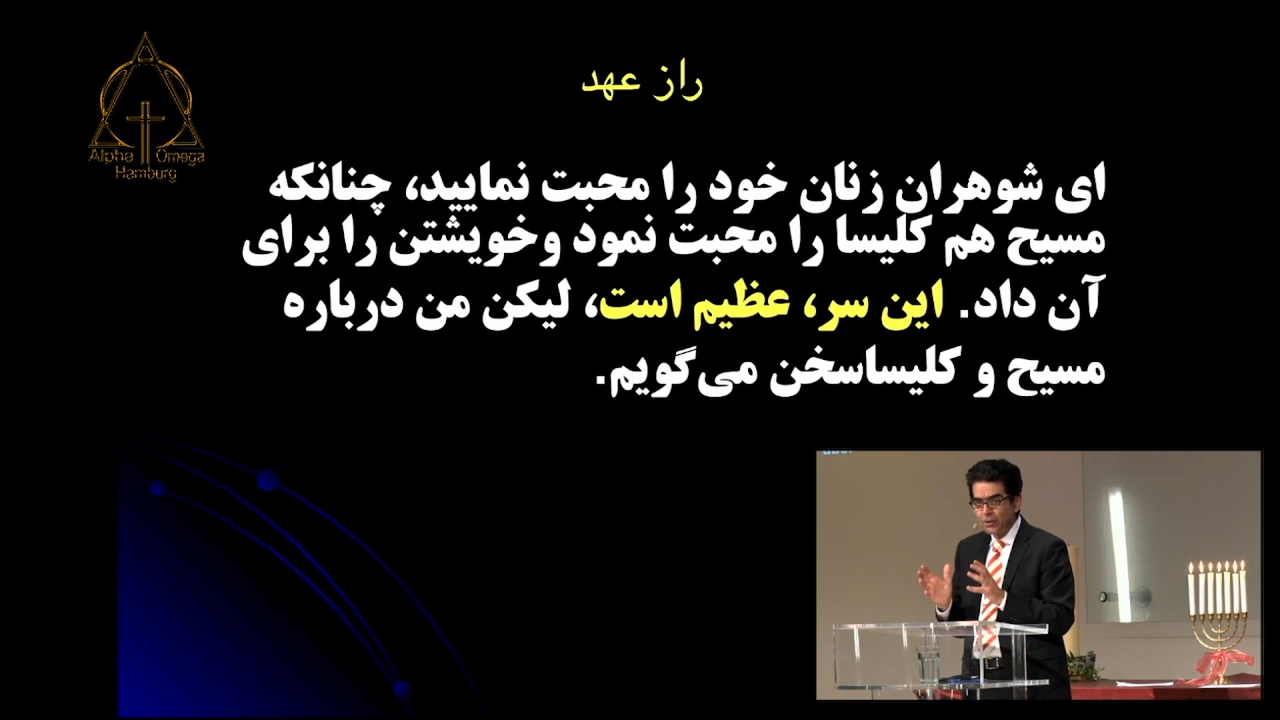 راز عهد
Alpha Omega
Hamburg
ای شوهران زنان خود را محبت نمایید، چنانکه
مسیح هم کلیسا را محبت نمود وخویشتن را برای
آن داد. این سر، عظیم است، لیکن من درباره
مسیح و کلیساسخن می‌گویم.